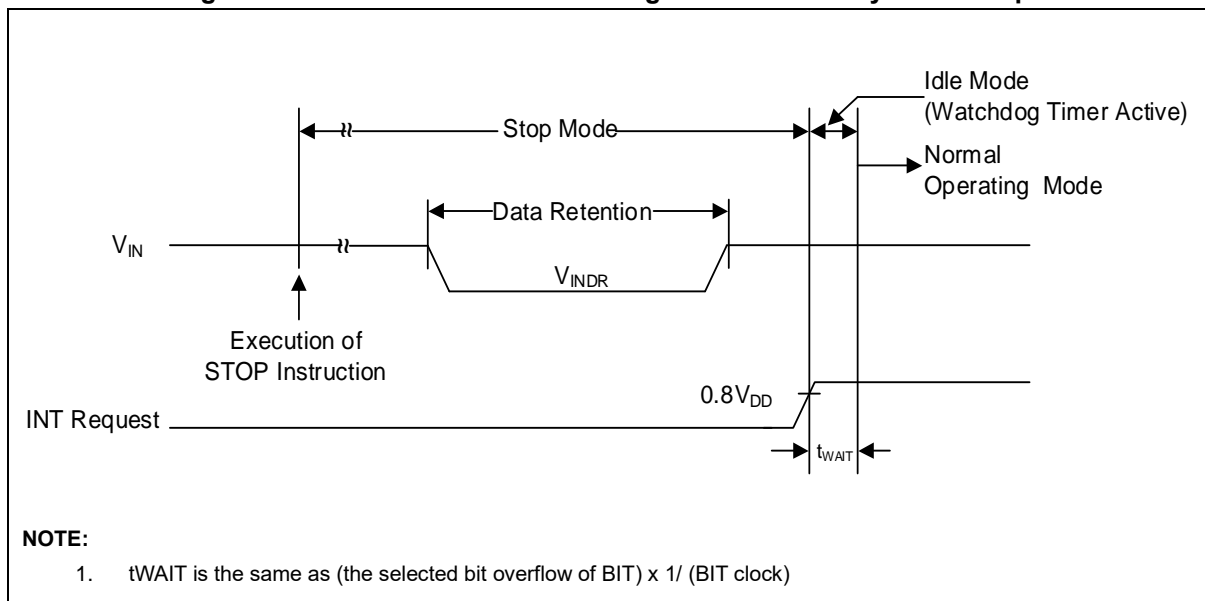 Idle Mode
(Watchdog Timer Active)
Stop Mode
Normal
Operating Mode
Data Retention
VIN
VINDR
Execution of
STOP Instruction
0.8VDD
INT Request
tWAIT
NOTE:
1. tWAIT is the same as (the selected bit overflow of BIT) x 1/ (BIT clock)